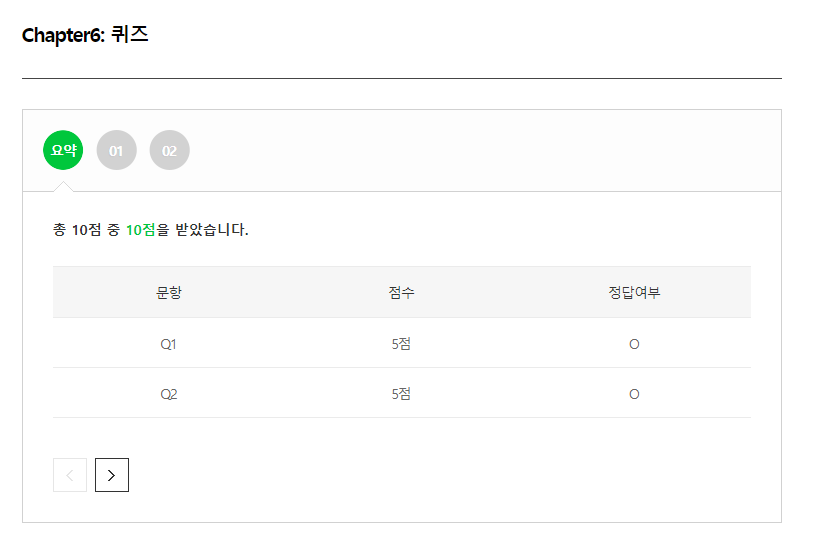 Chapter6: 퀴즈
요약 01 02
총 10점 중 10점을 받았습니다.
문항 점수 정답여부
Q1 5점 O
Q2 5점 O